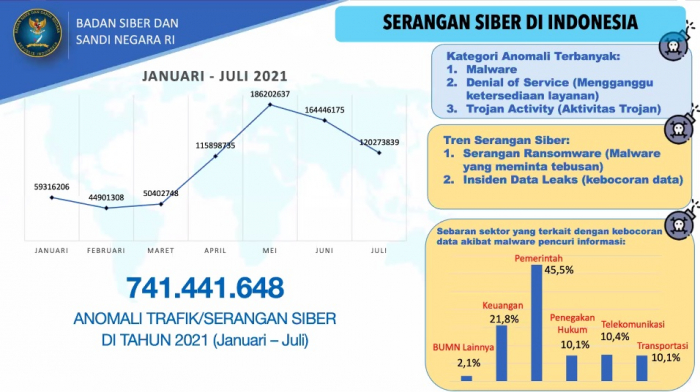 BADAN SIBER DAN
SANDI NEGARA RI
SERANGAN SIBER DI INDONESIA
JANUARI - JULI 2021
186202637
164446175
115898735
120273839
59316206
44901308
50402748
JANUARI
FEBRUARI
MARET
APRIL
MEI
JUNI
JULI
741.441.648
ANOMALI TRAFIK/SERANGAN SIBER
DI TAHUN 2021 (Januari – Juli)
Kategori Anomali Terbanyak:
1. Malware
2. Denial of Service (Mengganggu
ketersediaan layanan)
3. Trojan Activity (Aktivitas Trojan)
Tren Serangan Siber:
1. Serangan Ransomware (Malware
yang meminta tebusan)
2. Insiden Data Leaks (kebocoran data)
Sebaran sektor yang terkait dengan kebocoran
data akibat malware pencuri informasi:
Pemerintah
45,5%
Keuangan
21,8%
Penegakan
Hukum
10,1%
Telekomunikasi
10,4%
BUMN Lainnya
2,1%
Transportasi
10,1%